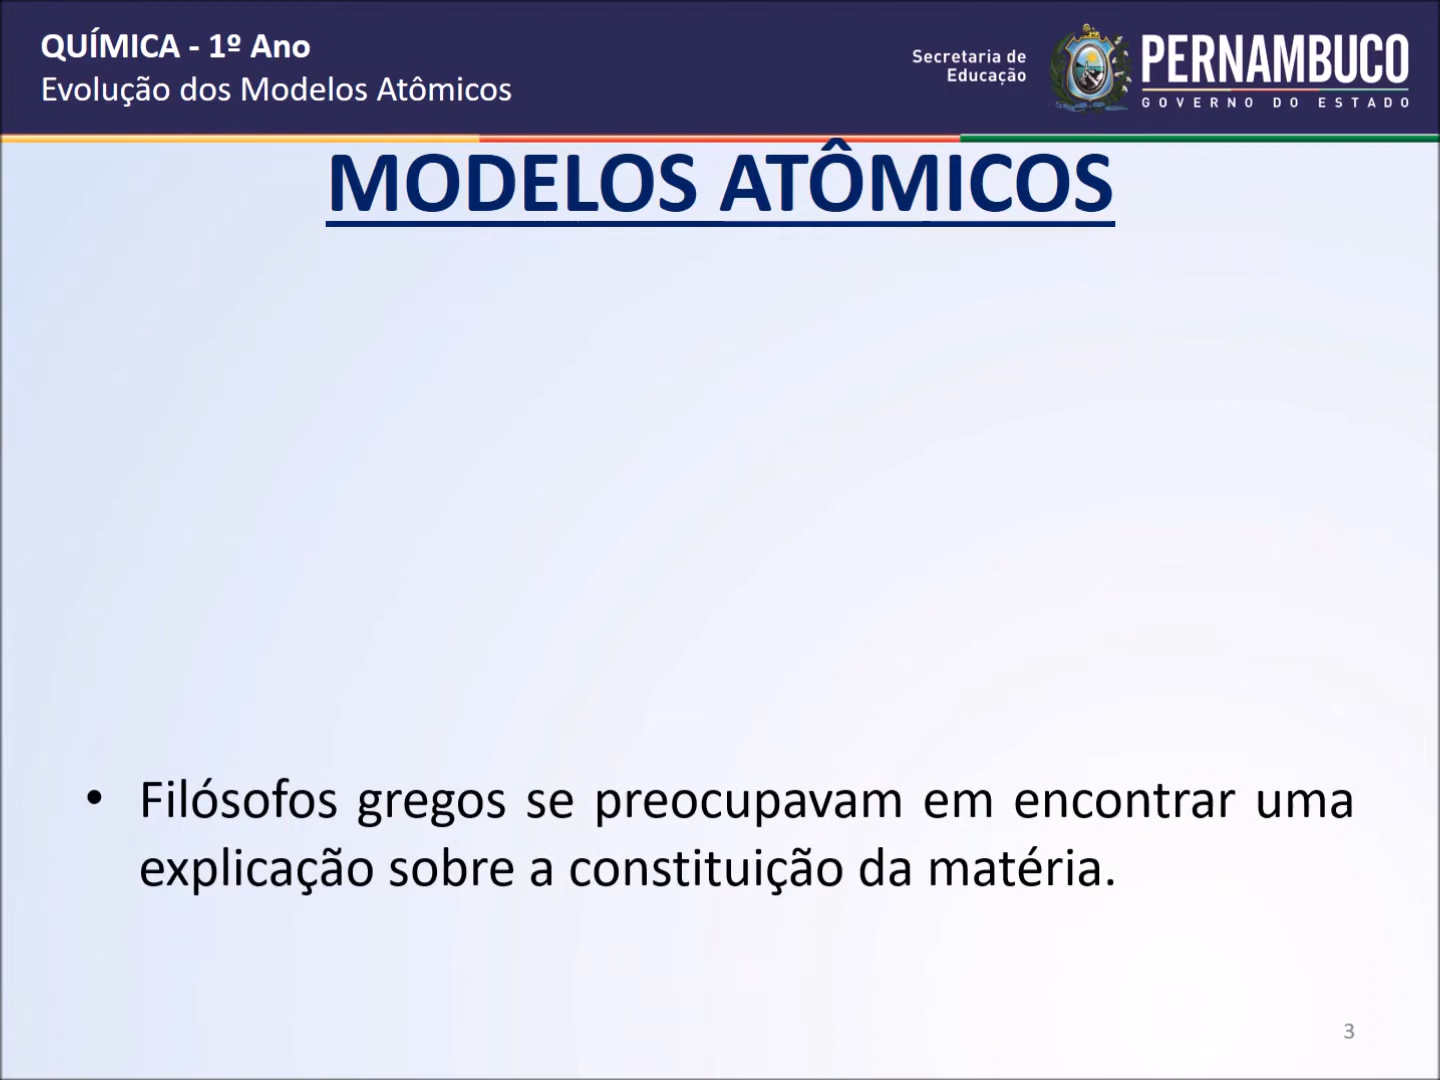 QUÍMICA - 1º Ano
Evolução dos Modelos Atômicos
Secretaria de
Educação
PERNAMBUCO
GOVERNO DO ESTADO
MODELOS ATÔMICOS
• Filósofos gregos se preocupavam em encontrar uma
explicação sobre a constituição da matéria.
3